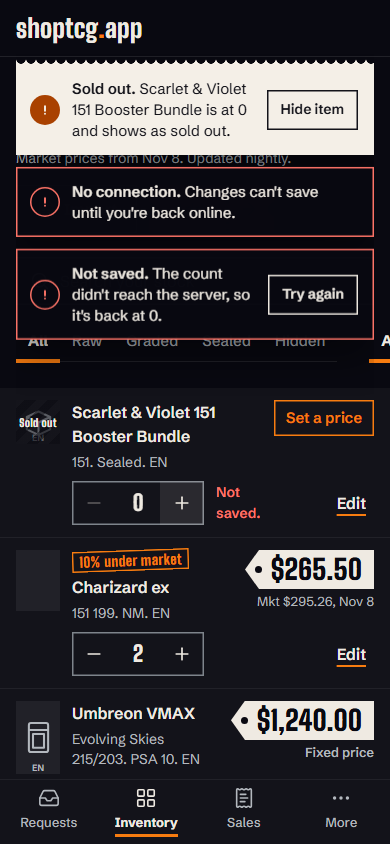 shoptcg.app
Sold out. Scarlet & Violet
151 Booster Bundle is at 0
and shows as sold out.
Hide item
Market prices from Nov 8. Updated nightly.
No connection. Changes can't save
until you're back online.
Not saved. The count
didn't reach the server, so
it's back at 0.
Try again
All Raw Graded Sealed Hidden
Sold out
EN
Scarlet & Violet 151
Booster Bundle
151. Sealed. EN
Set a price
− 0 +
Not
saved.
Edit
10% under market
Charizard ex
151 199. NM. EN
$265.50
Mkt $295.26, Nov 8
− 2 +
Edit
Umbreon VMAX
Evolving Skies
215/203. PSA 10. EN
EN
$1,240.00
Fixed price
Requests
Inventory
Sales
More